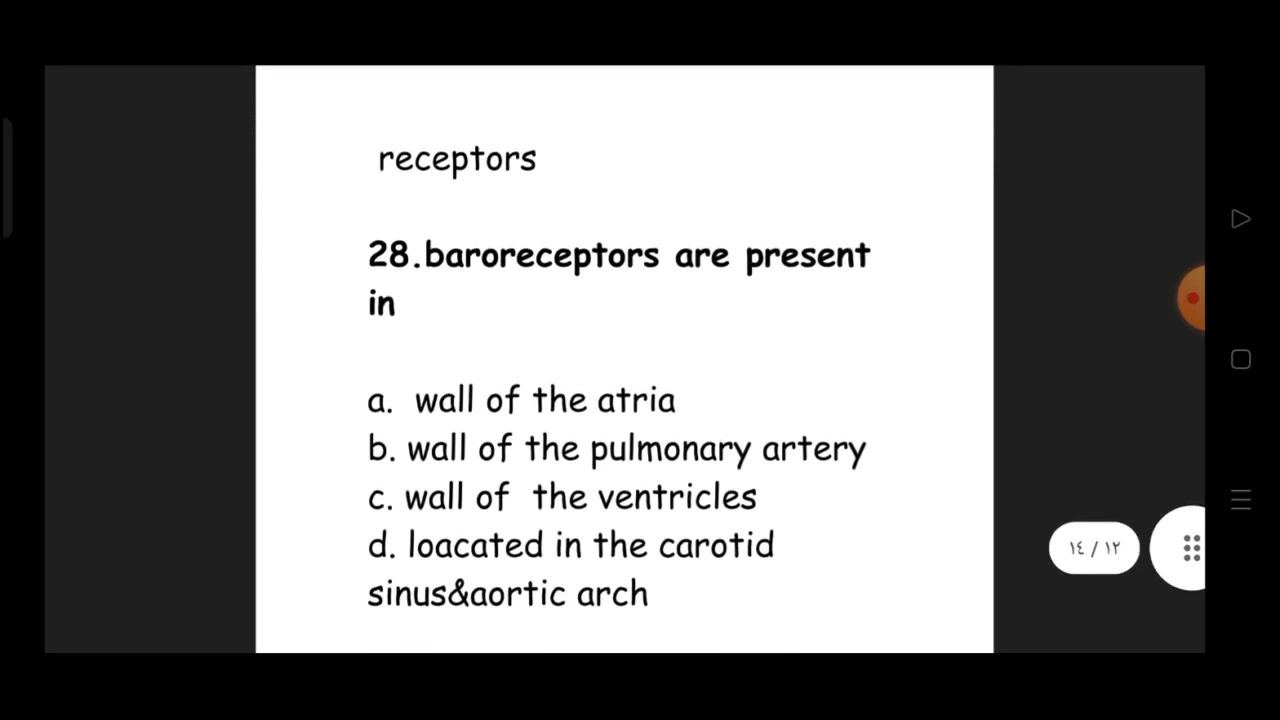 receptors
28.baroreceptors are present
in
a. wall of the atria
b. wall of the pulmonary artery
c. wall of the ventricles
d. loacated in the carotid
sinus&aortic arch
١٤ / ١٢